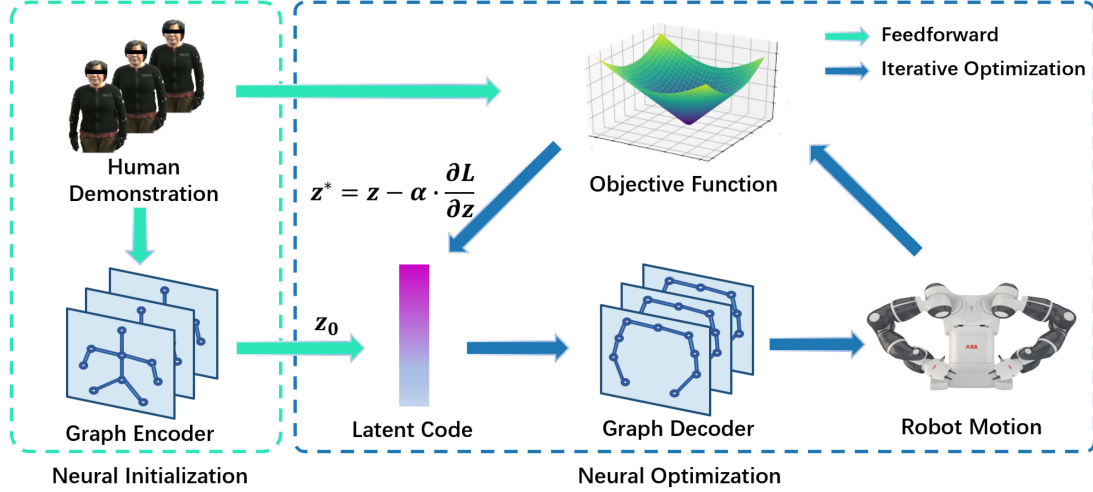 Feedforward
Iterative Optimization
Human
Demonstration
Objective Function
z* = z − α · ∂L/∂z
z₀
ABB
Graph Encoder
Latent Code
Graph Decoder
Robot Motion
Neural Initialization
Neural Optimization